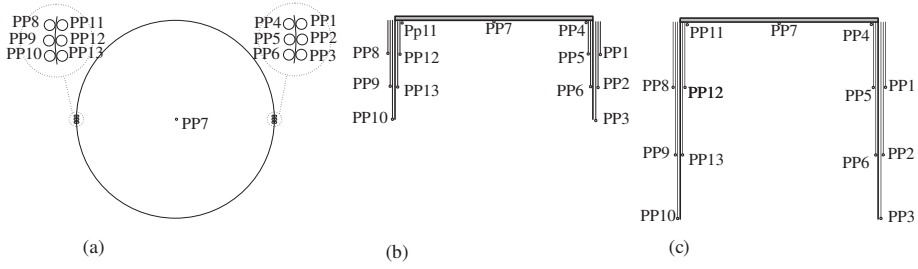 PP8 PP11
PP9 PP12
PP10 PP13
PP4 PP1
PP5 PP2
PP6 PP3
PP7
(a)
Pp11 PP7 PP4
PP8 PP12 PP5 PP1
PP9 PP13 PP6 PP2
PP10 PP3
(b)
PP11 PP7 PP4
PP8 PP12 PP5 PP1
PP9 PP13 PP6 PP2
PP10 PP3
(c)